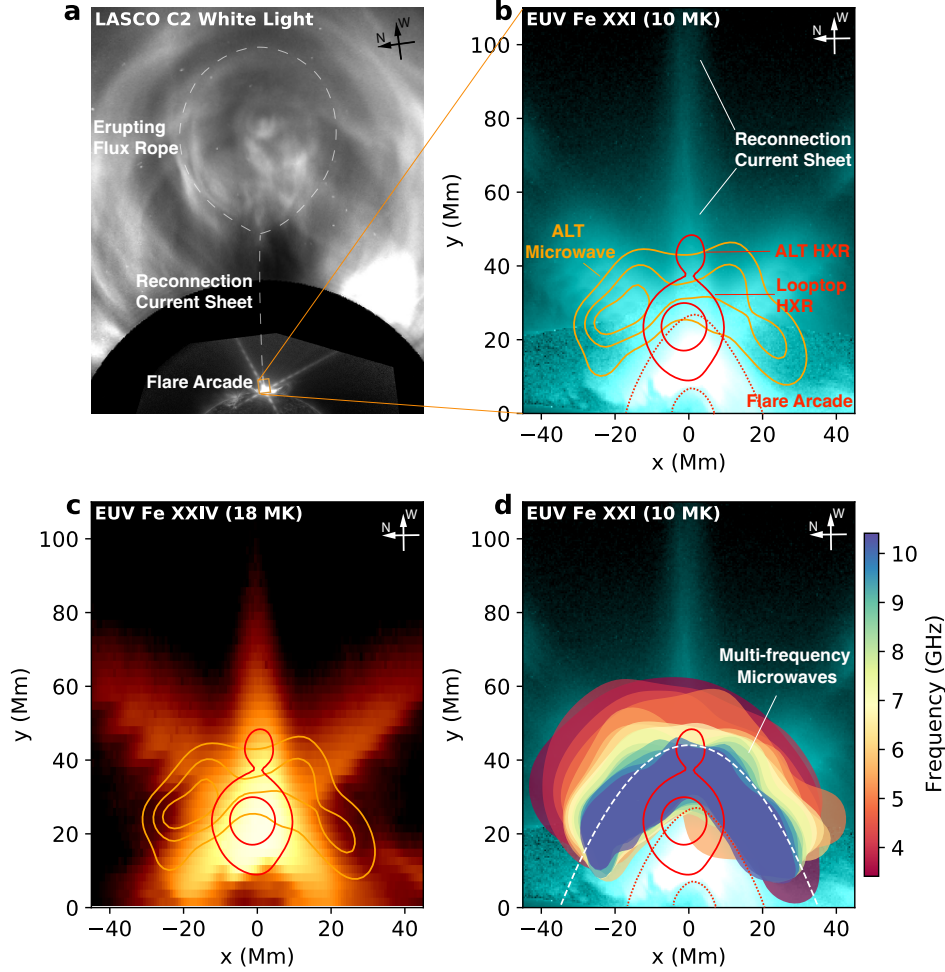 a
LASCO C2 White Light
N
W
Erupting
Flux Rope
Reconnection
Current Sheet
Flare Arcade
b
EUV Fe XXI (10 MK)
N
W
Reconnection
Current Sheet
ALT
Microwave
ALT HXR
Looptop
HXR
Flare Arcade
100
80
60
40
20
0
y (Mm)
−40
−20
0
20
40
x (Mm)
c
EUV Fe XXIV (18 MK)
N
W
100
80
60
40
20
0
y (Mm)
−40
−20
0
20
40
x (Mm)
d
EUV Fe XXI (10 MK)
N
W
Multi-frequency
Microwaves
100
80
60
40
20
0
y (Mm)
−40
−20
0
20
40
x (Mm)
10
9
8
7
6
5
4
Frequency (GHz)